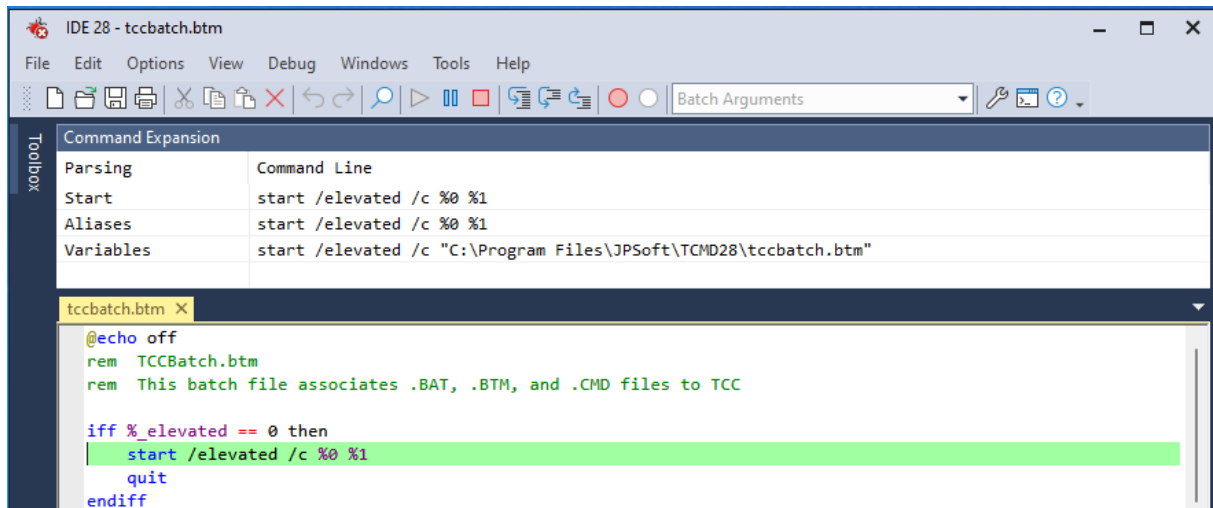 IDE 28 - tccbatch.btm
File Edit Options View Debug Windows Tools Help
Batch Arguments
Toolbox
Command Expansion
Parsing Command Line
Start start /elevated /c %0 %1
Aliases start /elevated /c %0 %1
Variables start /elevated /c "C:\Program Files\JPSoft\TCMD28\tccbatch.btm"
tccbatch.btm
@echo off
rem  TCCBatch.btm
rem  This batch file associates .BAT, .BTM, and .CMD files to TCC
iff %_elevated == 0 then
    start /elevated /c %0 %1
    quit
endiff